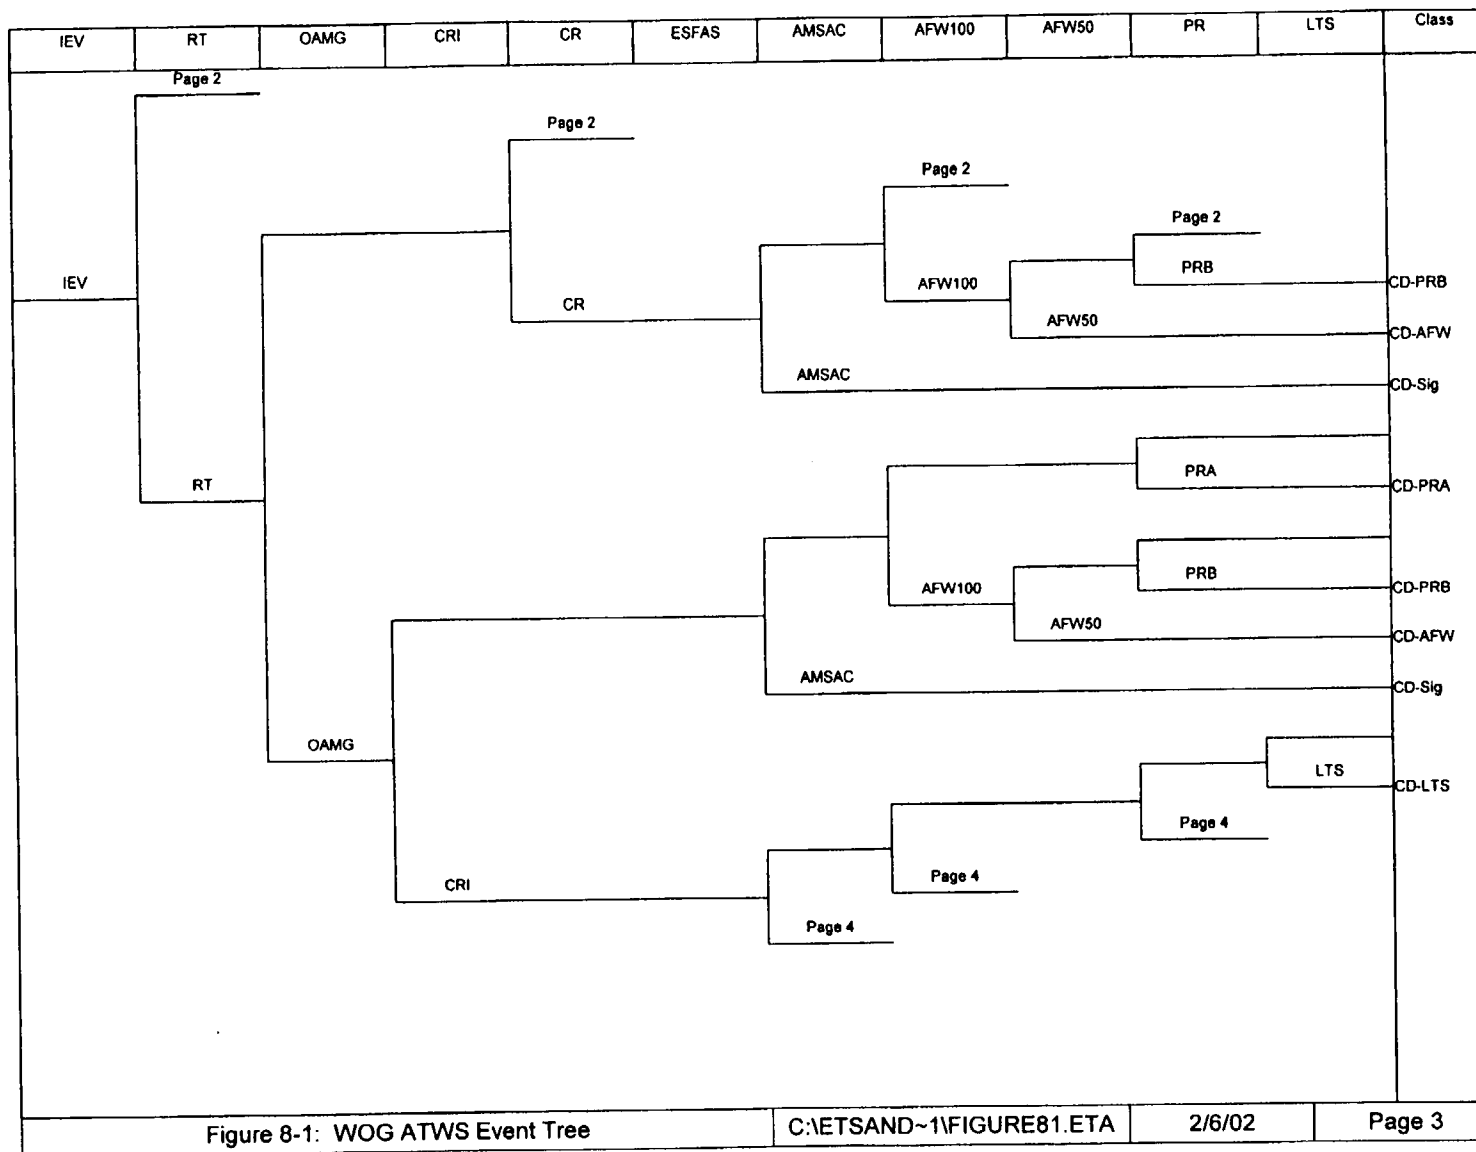 IEV RT OAMG CRI CR ESFAS AMSAC AFW100 AFW50 PR LTS Class
Page 2
Page 2
Page 2
Page 2
IEV
PRB
AFW100
CD-PRB
CR
AFW50
CD-AFW
AMSAC
CD-Sig
RT
PRA
CD-PRA
PRB
AFW100
CD-PRB
AFW50
CD-AFW
AMSAC
CD-Sig
OAMG
LTS
CD-LTS
Page 4
CRI
Page 4
Page 4
Figure 8-1: WOG ATWS Event Tree C:\ETSAND~1\FIGURE81.ETA 2/6/02 Page 3